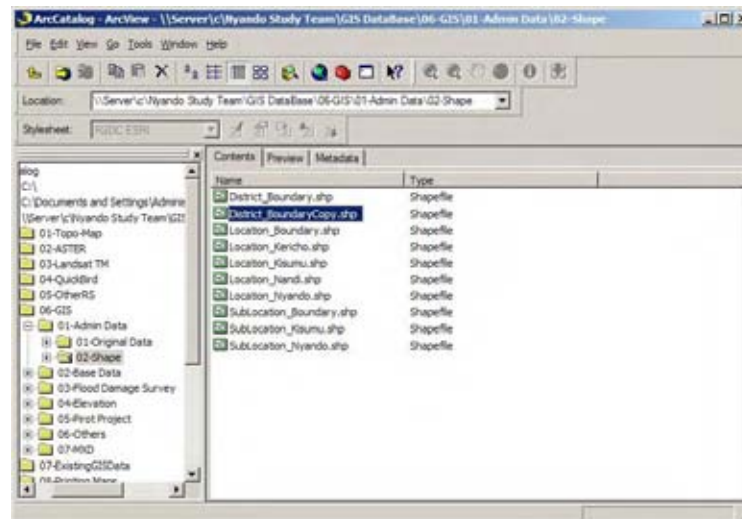 ArcCatalog - ArcView - \\Server\c\Nyando Study Team\GIS DataBase\06-GIS\01-Admin Data\02-Shape
File Edit View Go Tools Window Help
Location: \\Server\c\Nyando Study Team\GIS DataBase\06-GIS\01-Admin Data\02-Shape
Stylesheet: FGDC ESRI
Contents Preview Metadata
Name Type
District_Boundary.shp Shapefile
District_BoundaryCopy.shp Shapefile
Location_Boundary.shp Shapefile
Location_Kericho.shp Shapefile
Location_Kisumu.shp Shapefile
Location_Nandi.shp Shapefile
Location_Nyando.shp Shapefile
SubLocation_Boundary.shp Shapefile
SubLocation_Kisumu.shp Shapefile
SubLocation_Nyando.shp Shapefile
alog
C:\
C:\Documents and Settings\Admini
\\Server\c\Nyando Study Team\GIS
01-Topo-Map
02-ASTER
03-Landsat TM
04-QuickBird
05-OtherRS
06-GIS
01-Admin Data
01-Original Data
02-Shape
02-Base Data
03-Flood Damage Survey
04-Elevation
05-Pirot Project
06-Others
07-MXD
07-ExistingGISData
08-Printing Maps